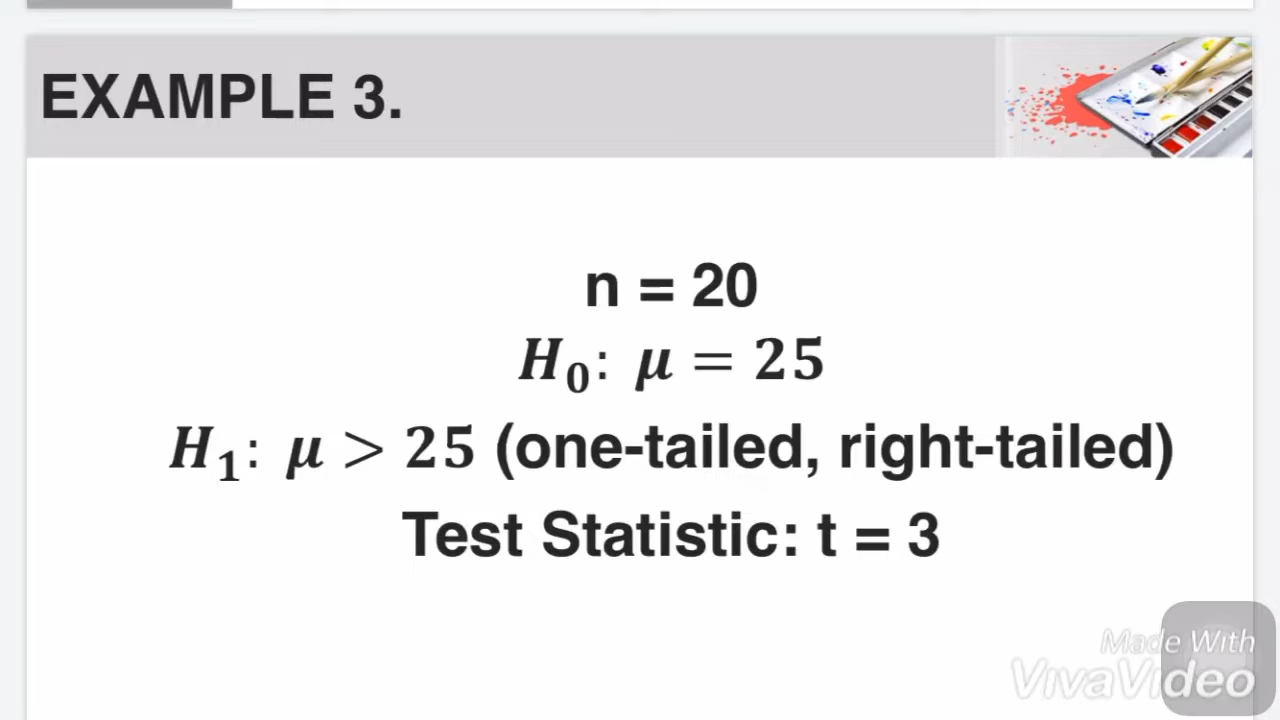 EXAMPLE 3.
n = 20
H₀: μ = 25
H₁: μ > 25 (one-tailed, right-tailed)
Test Statistic: t = 3
Made With
VivaVideo